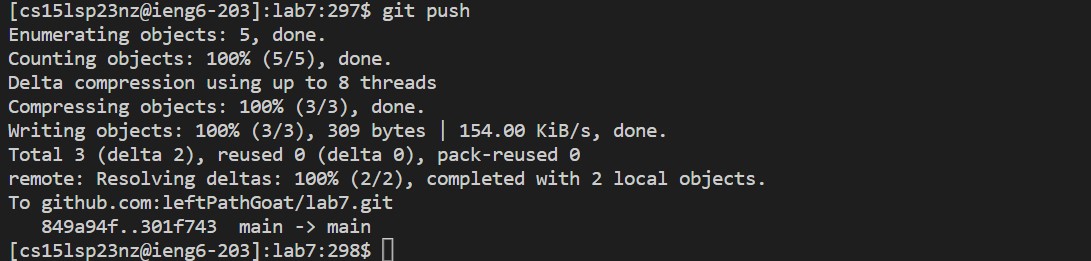 [cs15lsp23nz@ieng6-203]:lab7:297$ git push
Enumerating objects: 5, done.
Counting objects: 100% (5/5), done.
Delta compression using up to 8 threads
Compressing objects: 100% (3/3), done.
Writing objects: 100% (3/3), 309 bytes | 154.00 KiB/s, done.
Total 3 (delta 2), reused 0 (delta 0), pack-reused 0
remote: Resolving deltas: 100% (2/2), completed with 2 local objects.
To github.com:leftPathGoat/lab7.git
   849a94f..301f743  main -> main
[cs15lsp23nz@ieng6-203]:lab7:298$